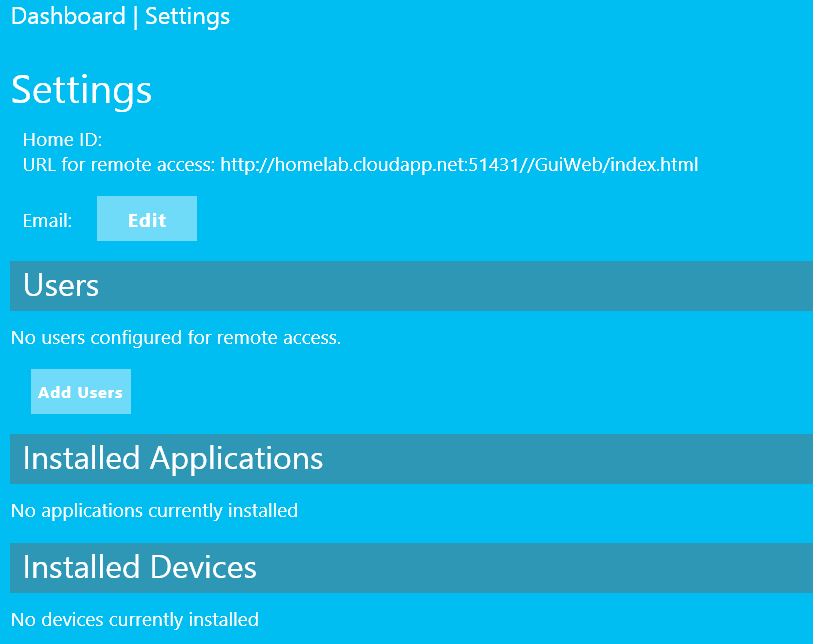 Dashboard | Settings
Settings
Home ID:
URL for remote access: http://homelab.cloudapp.net:51431//GuiWeb/index.html
Email: Edit
Users
No users configured for remote access.
Add Users
Installed Applications
No applications currently installed
Installed Devices
No devices currently installed